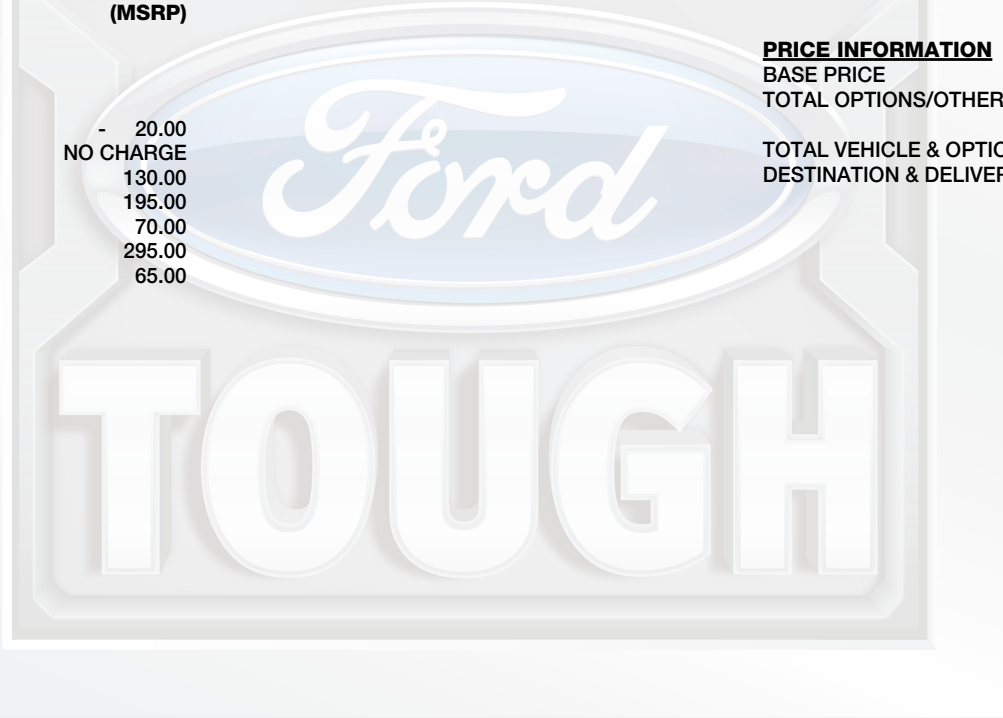 (MSRP)
- 20.00
NO CHARGE
130.00
195.00
70.00
295.00
65.00
PRICE INFORMATION
BASE PRICE
TOTAL OPTIONS/OTHER
TOTAL VEHICLE & OPTIO
DESTINATION & DELIVER
Ford
TOUGH